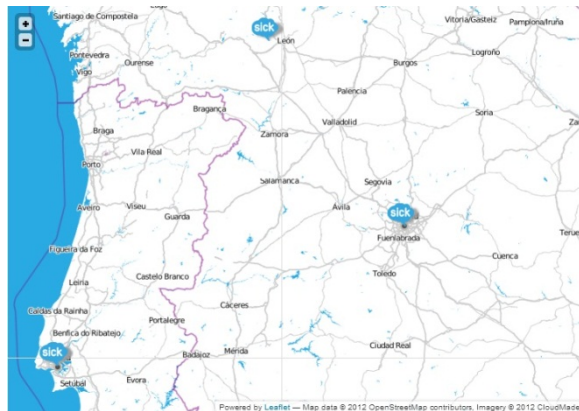 Santiago de Compostela
sick
León
Vitoria/Gasteiz
Pamplona/Iruña
+
−
Pontevedra
Vigo
Ourense
Burgos
Logroño
Bragança
Palencia
Soria
Braga
Zamora
Valladolid
Vila Real
Porto
Salamanca
Segovia
Aveiro
Viseu
Guarda
Ávila
sick
Fuenlabrada
Figueira da Foz
Castelo Branco
Toledo
Cuenca
Leiria
Caldas da Rainha
Cáceres
Portalegre
Benfica do Ribatejo
sick
Badajoz
Mérida
Ciudad Real
Setúbal
Évora
Powered by Leaflet — Map data © 2012 OpenStreetMap contributors, Imagery © 2012 CloudMade